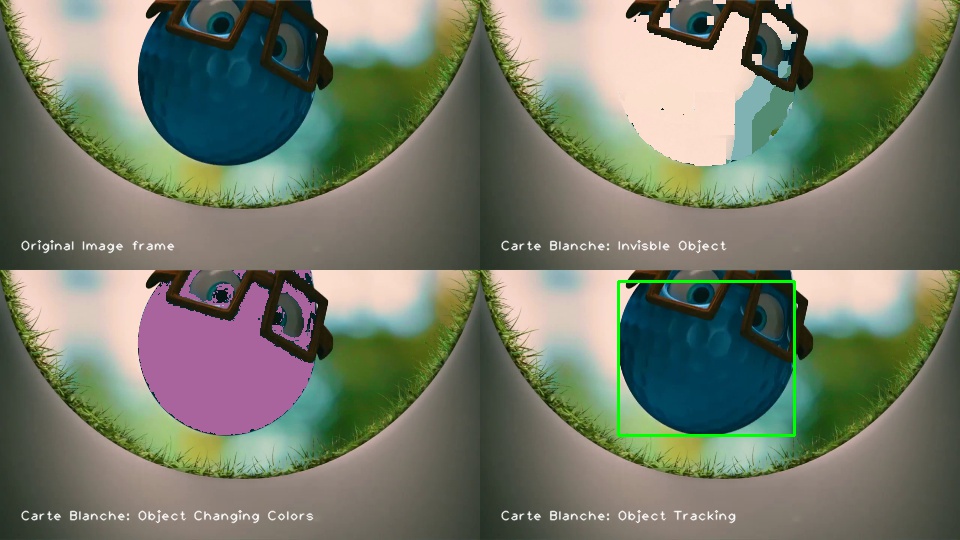 Original Image frame
Carte Blanche: Invisble Object
Carte Blanche: Object Changing Colors
Carte Blanche: Object Tracking